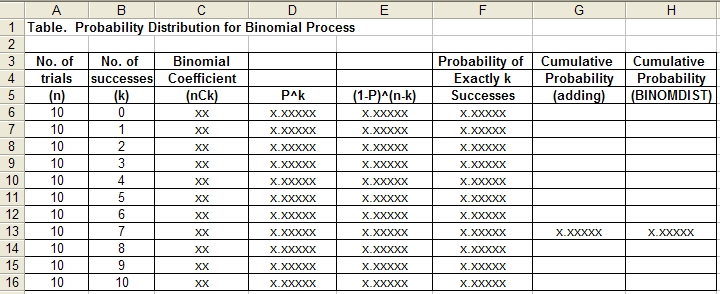 A B C D E F G H
1 Table. Probability Distribution for Binomial Process
2
3 No. of No. of Binomial Probability of Cumulative Cumulative
4 trials successes Coefficient Exactly k Probability Probability
5 (n) (k) (nCk) P^k (1-P)^(n-k) Successes (adding) (BINOMDIST)
6 10 0 xx x.xxxxx x.xxxxx x.xxxxx
7 10 1 xx x.xxxxx x.xxxxx x.xxxxx
8 10 2 xx x.xxxxx x.xxxxx x.xxxxx
9 10 3 xx x.xxxxx x.xxxxx x.xxxxx
10 10 4 xx x.xxxxx x.xxxxx x.xxxxx
11 10 5 xx x.xxxxx x.xxxxx x.xxxxx
12 10 6 xx x.xxxxx x.xxxxx x.xxxxx
13 10 7 xx x.xxxxx x.xxxxx x.xxxxx x.xxxxx x.xxxxx
14 10 8 xx x.xxxxx x.xxxxx x.xxxxx
15 10 9 xx x.xxxxx x.xxxxx x.xxxxx
16 10 10 xx x.xxxxx x.xxxxx x.xxxxx